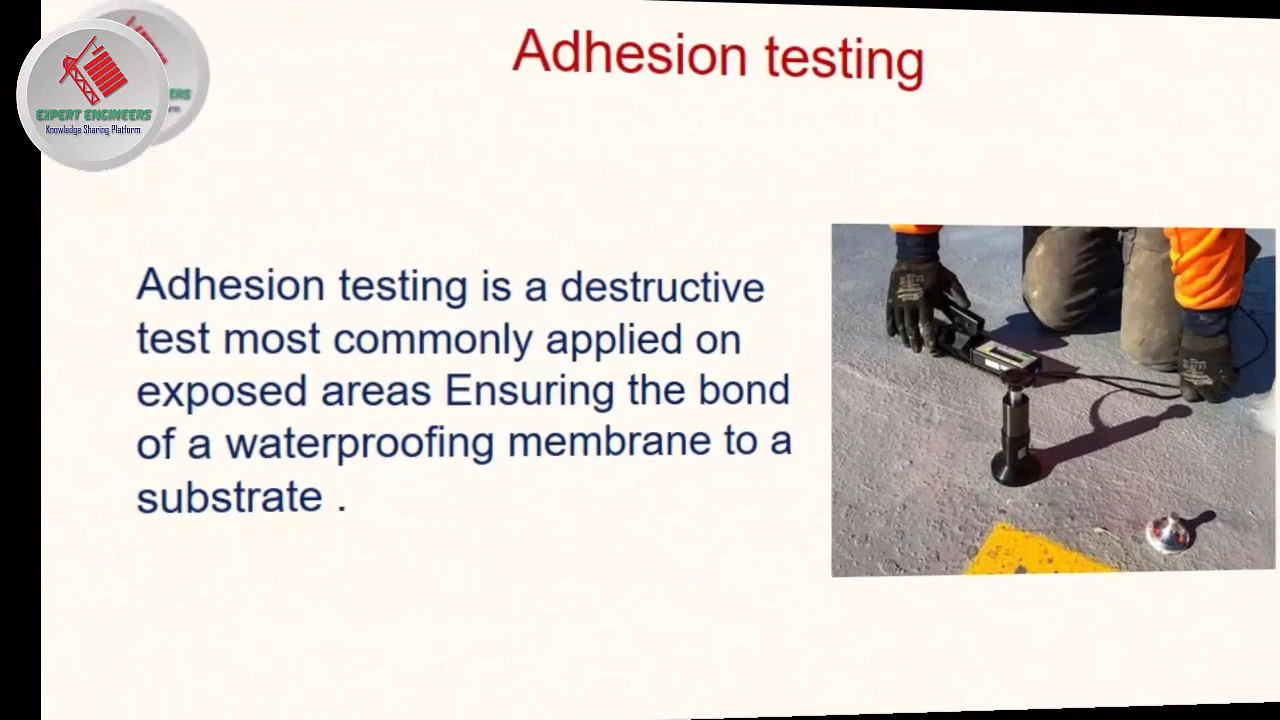 Adhesion testing
EXPERT ENGINEERS
Knowledge Sharing Platform
Adhesion testing is a destructive
test most commonly applied on
exposed areas Ensuring the bond
of a waterproofing membrane to a
substrate .